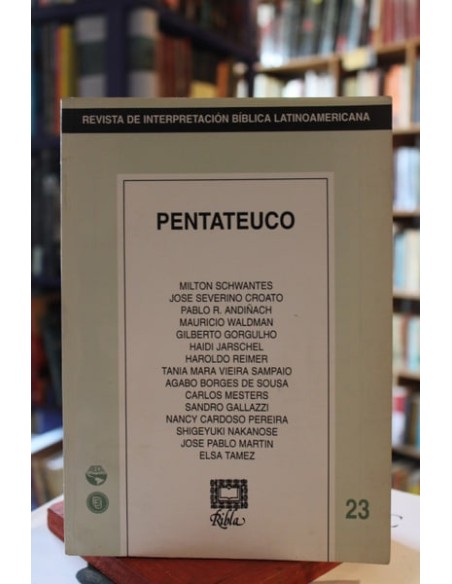 REVISTA DE INTERPRETACIÓN BÍBLICA LATINOAMERICANA
PENTATEUCO
MILTON SCHWANTES
JOSE SEVERINO CROATO
PABLO R. ANDIÑACH
MAURICIO WALDMAN
GILBERTO GORGULHO
HAIDI JARSCHEL
HAROLDO REIMER
TANIA MARA VIEIRA SAMPAIO
AGABO BORGES DE SOUSA
CARLOS MESTERS
SANDRO GALLAZZI
NANCY CARDOSO PEREIRA
SHIGEYUKI NAKANOSE
JOSE PABLO MARTIN
ELSA TAMEZ
Ribla
23